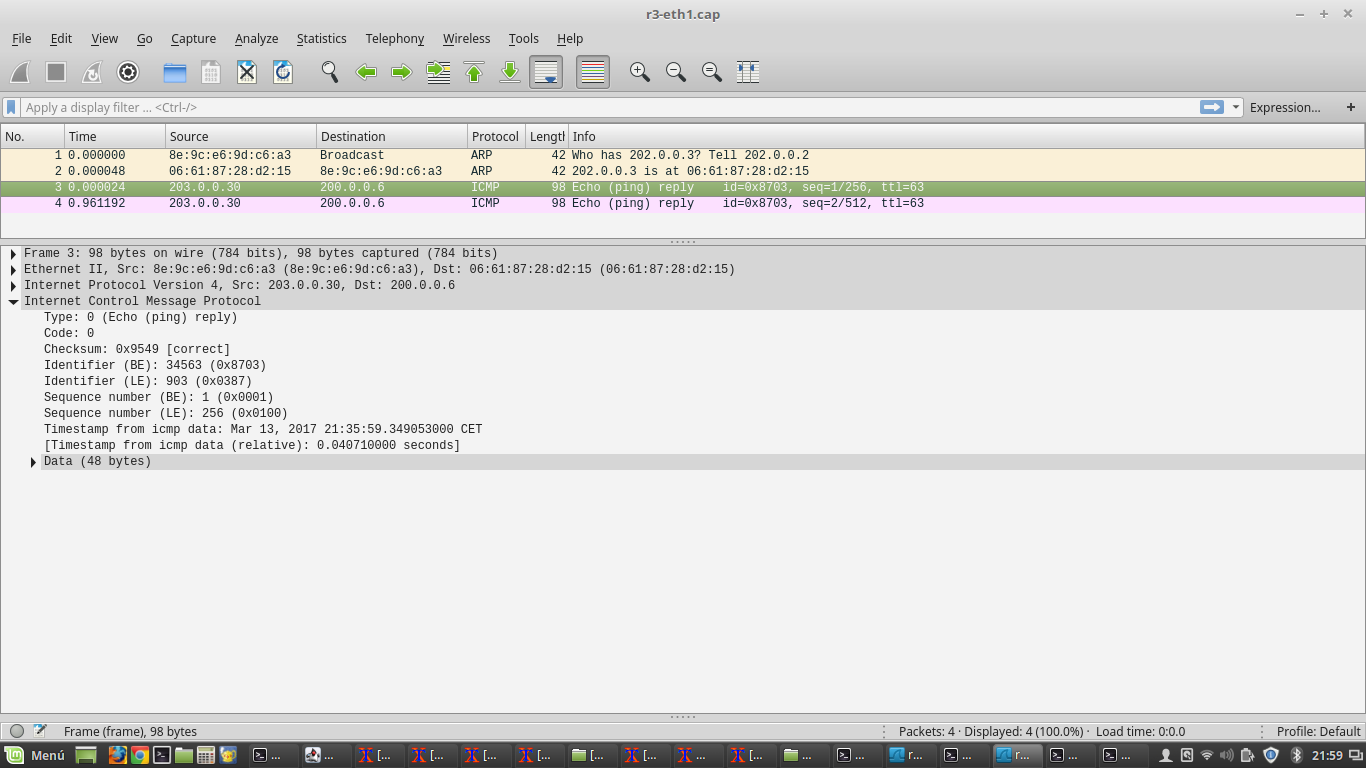 r3-eth1.cap
File Edit View Go Capture Analyze Statistics Telephony Wireless Tools Help
Apply a display filter ... <Ctrl-/> Expression... +
No. Time Source Destination Protocol Length Info
1 0.000000 8e:9c:e6:9d:c6:a3 Broadcast ARP 42 Who has 202.0.0.3? Tell 202.0.0.2
2 0.000048 06:61:87:28:d2:15 8e:9c:e6:9d:c6:a3 ARP 42 202.0.0.3 is at 06:61:87:28:d2:15
3 0.000024 203.0.0.30 200.0.0.6 ICMP 98 Echo (ping) reply id=0x8703, seq=1/256, ttl=63
4 0.961192 203.0.0.30 200.0.0.6 ICMP 98 Echo (ping) reply id=0x8703, seq=2/512, ttl=63
Frame 3: 98 bytes on wire (784 bits), 98 bytes captured (784 bits)
Ethernet II, Src: 8e:9c:e6:9d:c6:a3 (8e:9c:e6:9d:c6:a3), Dst: 06:61:87:28:d2:15 (06:61:87:28:d2:15)
Internet Protocol Version 4, Src: 203.0.0.30, Dst: 200.0.0.6
Internet Control Message Protocol
Type: 0 (Echo (ping) reply)
Code: 0
Checksum: 0x9549 [correct]
Identifier (BE): 34563 (0x8703)
Identifier (LE): 903 (0x0387)
Sequence number (BE): 1 (0x0001)
Sequence number (LE): 256 (0x0100)
Timestamp from icmp data: Mar 13, 2017 21:35:59.349053000 CET
[Timestamp from icmp data (relative): 0.040710000 seconds]
Data (48 bytes)
Frame (frame), 98 bytes Packets: 4 · Displayed: 4 (100.0%) · Load time: 0:0.0 Profile: Default
Menú ... ... [... [... [... [... [... [... ... [... ... ... r... ... r... ... ... 21:59